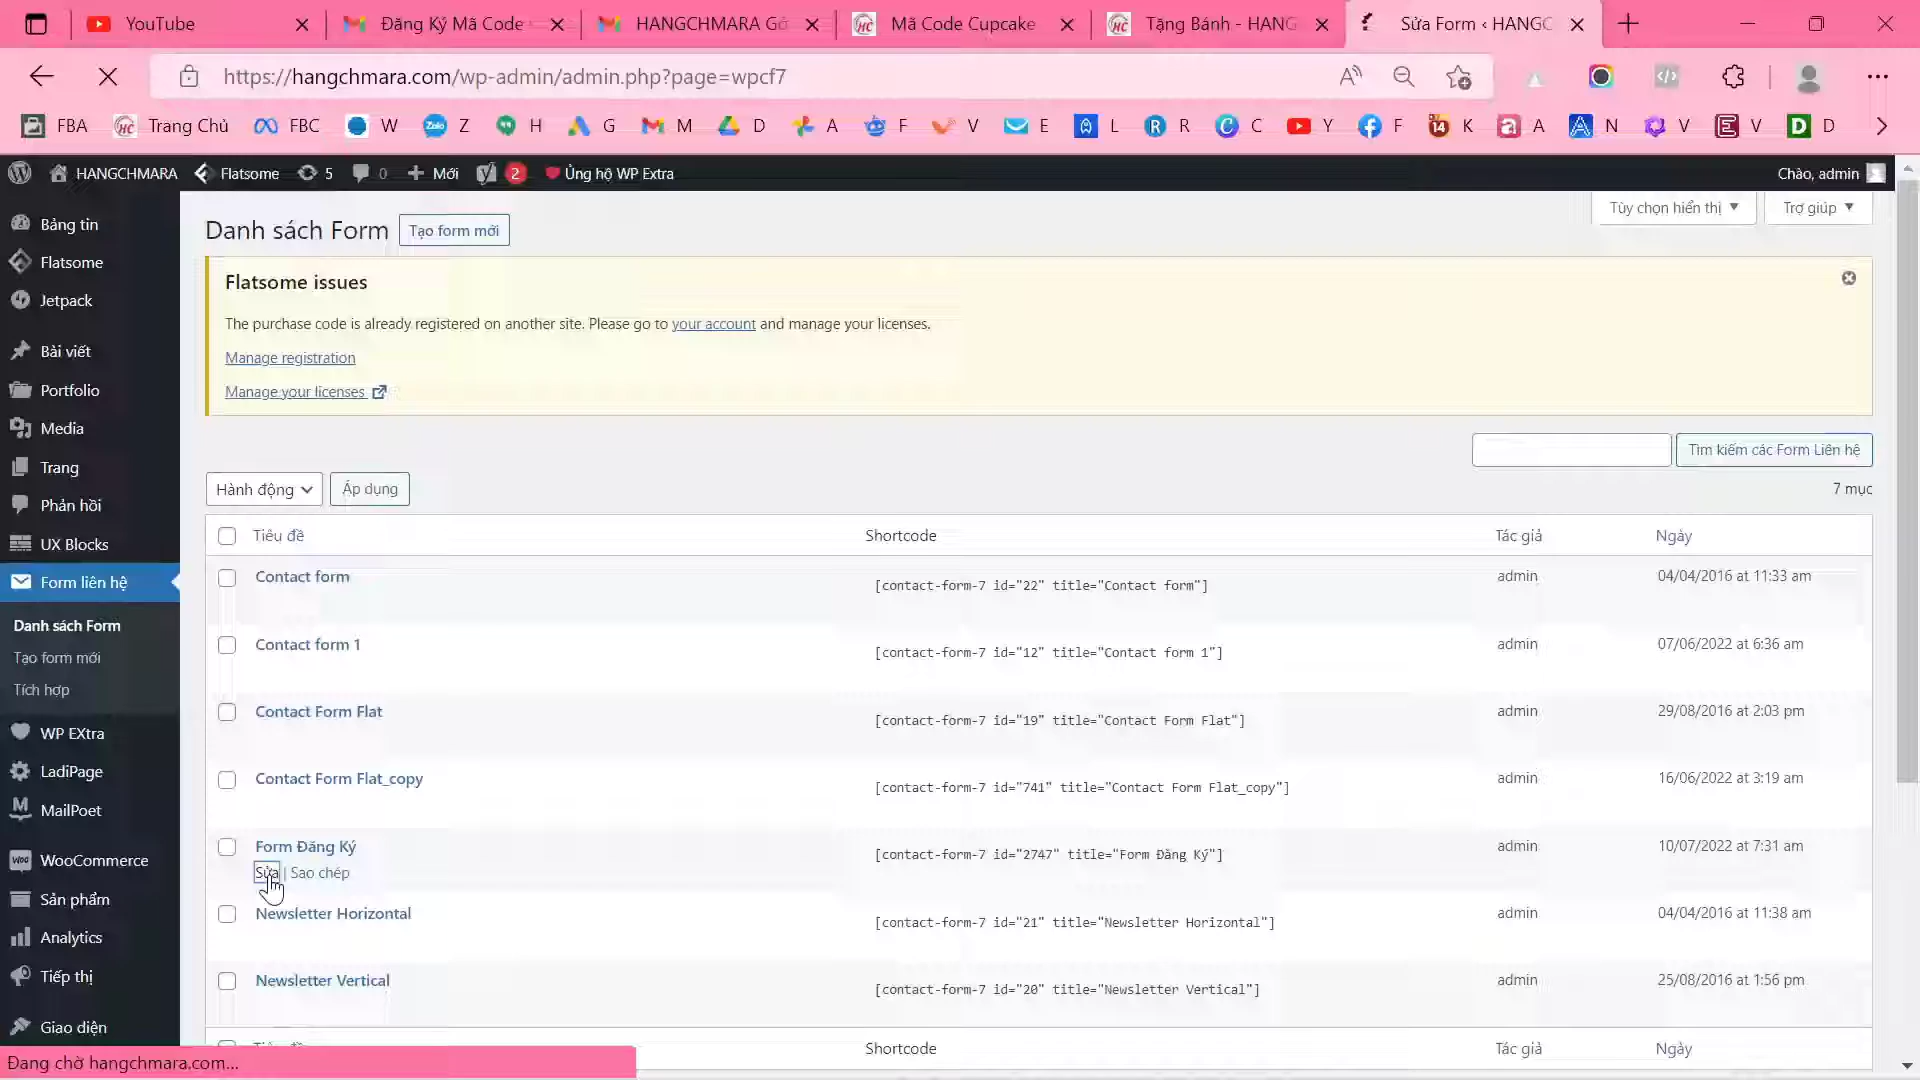 YouTube
Đăng Ký Mã Code
HANGCHMARA Gó
Mã Code Cupcake
Tặng Bánh - HANG
Sửa Form ‹ HANGC
https://hangchmara.com/wp-admin/admin.php?page=wpcf7
FBA
Trang Chủ
FBC
W
Z
H
G
M
D
A
F
V
E
L
R
C
Y
F
K
A
N
V
V
D
HANGCHMARA
Flatsome
5
0
Mới
2
Ủng hộ WP Extra
Chào, admin
Bảng tin
Flatsome
Jetpack
Bài viết
Portfolio
Media
Trang
Phản hồi
UX Blocks
Form liên hệ
Danh sách Form
Tạo form mới
Tích hợp
WP EXtra
LadiPage
MailPoet
WooCommerce
Sản phẩm
Analytics
Tiếp thị
Giao diện
Danh sách Form
Tạo form mới
Tùy chọn hiển thị
Trợ giúp
Flatsome issues
The purchase code is already registered on another site. Please go to your account and manage your licenses.
Manage registration
Manage your licenses
Tìm kiếm các Form Liên hệ
Hành động
Áp dụng
7 mục
Tiêu đề Shortcode Tác giả Ngày
Contact form [contact-form-7 id="22" title="Contact form"] admin 04/04/2016 at 11:33 am
Contact form 1 [contact-form-7 id="12" title="Contact form 1"] admin 07/06/2022 at 6:36 am
Contact Form Flat [contact-form-7 id="19" title="Contact Form Flat"] admin 29/08/2016 at 2:03 pm
Contact Form Flat_copy [contact-form-7 id="741" title="Contact Form Flat_copy"] admin 16/06/2022 at 3:19 am
Form Đăng Ký [contact-form-7 id="2747" title="Form Đăng Ký"] admin 10/07/2022 at 7:31 am
Sửa | Sao chép
Newsletter Horizontal [contact-form-7 id="21" title="Newsletter Horizontal"] admin 04/04/2016 at 11:38 am
Newsletter Vertical [contact-form-7 id="20" title="Newsletter Vertical"] admin 25/08/2016 at 1:56 pm
Shortcode Tác giả Ngày
Đang chờ hangchmara.com...